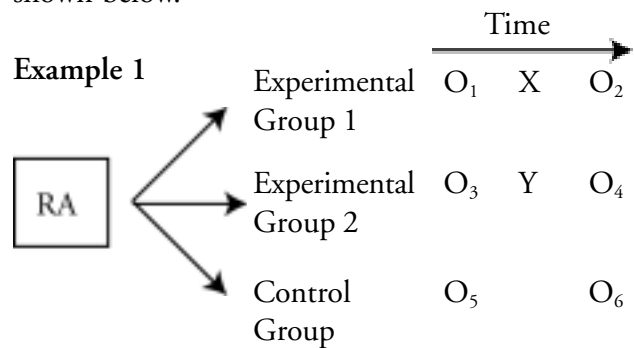 shown below.
Time
Example 1
Experimental O₁ X O₂
Group 1
RA
Experimental O₃ Y O₄
Group 2
Control O₅ O₆
Group